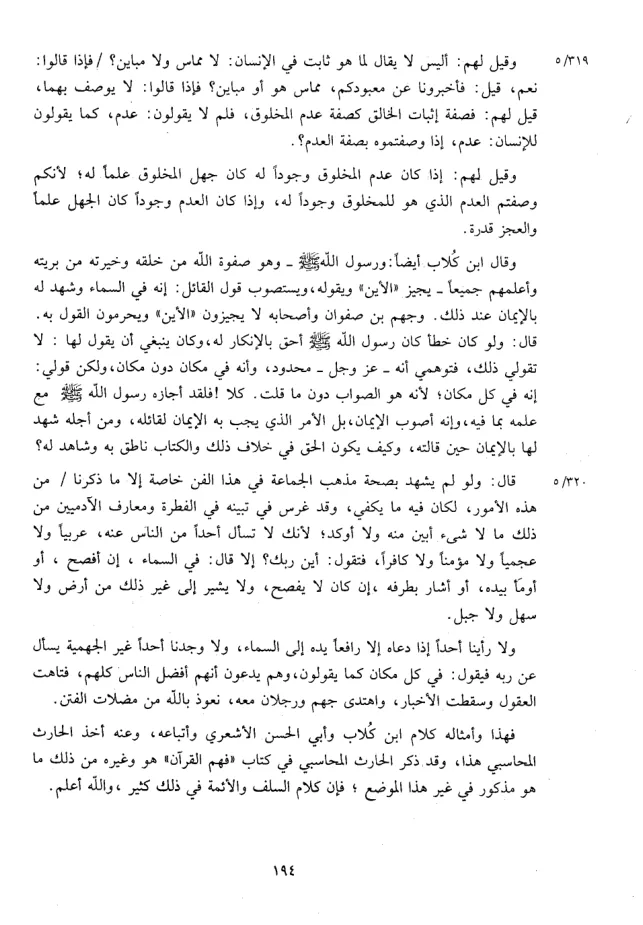 ٥/٣١٩ وقيل لهم: أليس لا يقال لما هو ثابت في الإنسان: لا مماس ولا مباين؟ /فإذا قالوا:
نعم، قيل: فأخبرونا عن معبودكم، مماس هو أو مباين؟ فإذا قالوا: لا يوصف بهما،
قيل لهم: فصفة إثبات الخالق كصفة عدم المخلوق، فلم لا يقولون: عدم، كما يقولون
للإنسان: عدم، إذا وصفتموه بصفة العدم؟.
وقيل لهم: إذا كان عدم المخلوق وجوداً له كان جهل المخلوق علماً له؛ لأنكم
وصفتم العدم الذي هو للمخلوق وجوداً له، وإذا كان العدم وجوداً كان الجهل علماً
والعجز قدرة.
وقال ابن كُلاب أيضاً:ورسول اللهﷺ ـ وهو صفوة الله من خلقه وخيرته من بريته
وأعلمهم جميعاً ـ يجيز «الأين» ويقوله،ويستصوب قول القائل: إنه في السماء وشهد له
بالإيمان عند ذلك. وجهم بن صفوان وأصحابه لا يجيزون «الأين» ويحرمون القول به.
قال: ولو كان خطأ كان رسول الله ﷺ أحق بالإنكار له،وكان ينبغي أن يقول لها : لا
تقولي ذلك، فتوهمي أنه ـ عز وجل ـ محدود، وأنه في مكان دون مكان،ولكن قولي:
إنه في كل مكان؛ لأنه هو الصواب دون ما قلت. كلا !فلقد أجازه رسول الله ﷺ مع
علمه بما فيه،وإنه أصوب الإيمان،بل الأمر الذي يجب به الإيمان لقائله، ومن أجله شهد
لها بالإيمان حين قالته، وكيف يكون الحق في خلاف ذلك والكتاب ناطق به وشاهد له؟
٥/٣٢٠ قال: ولو لم يشهد بصحة مذهب الجماعة في هذا الفن خاصة إلا ما ذكرنا / من
هذه الأمور، لكان فيه ما يكفي، وقد غرس في تبينه في الفطرة ومعارف الآدميين من
ذلك ما لا شىء أبين منه ولا أوكد؛ لأنك لا تسأل أحداً من الناس عنه، عربياً ولا
عجمياً ولا مؤمناً ولا كافراً، فتقول: أين ربك؟ إلا قال: في السماء ، إن أفصح ، أو
أومأ بيده، أو أشار بطرفه ،إن كان لا يفصح، ولا يشير إلى غير ذلك من أرض ولا
سهل ولا جبل.
ولا رأينا أحداً إذا دعاه إلا رافعاً يده إلى السماء، ولا وجدنا أحداً غير الجهمية يسأل
عن ربه فيقول: في كل مكان كما يقولون،وهم يدعون أنهم أفضل الناس كلهم، فتاهت
العقول وسقطت الأخبار، واهتدى جهم ورجلان معه، نعوذ بالله من مضلات الفتن.
فهذا وأمثاله كلام ابن كُلاب وأبي الحسن الأشعري وأتباعه، وعنه أخذ الحارث
المحاسبي هذا، وقد ذكر الحارث المحاسبي في كتاب «فهم القرآن» هو وغيره من ذلك ما
هو مذكور في غير هذا الموضع ؛ فإن كلام السلف والأئمة في ذلك كثير ،والله أعلم.
١٩٤